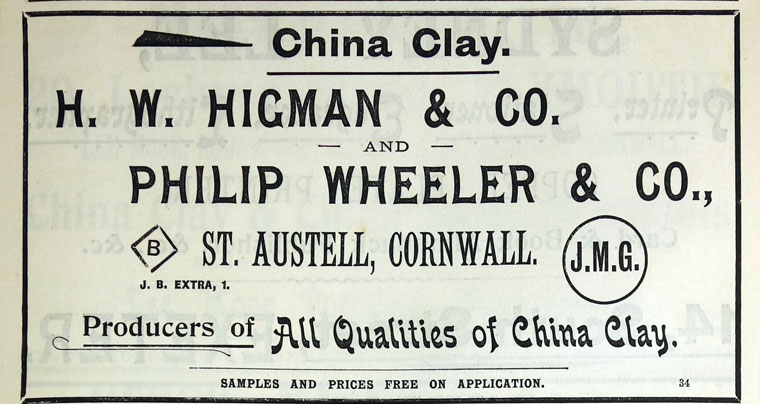 China Clay.
H. W. HIGMAN & CO.
— AND —
PHILIP WHEELER & CO.,
B ST. AUSTELL, CORNWALL. J.M.G.
J. B. EXTRA, 1.
Producers of All Qualities of China Clay.
SAMPLES AND PRICES FREE ON APPLICATION. 34